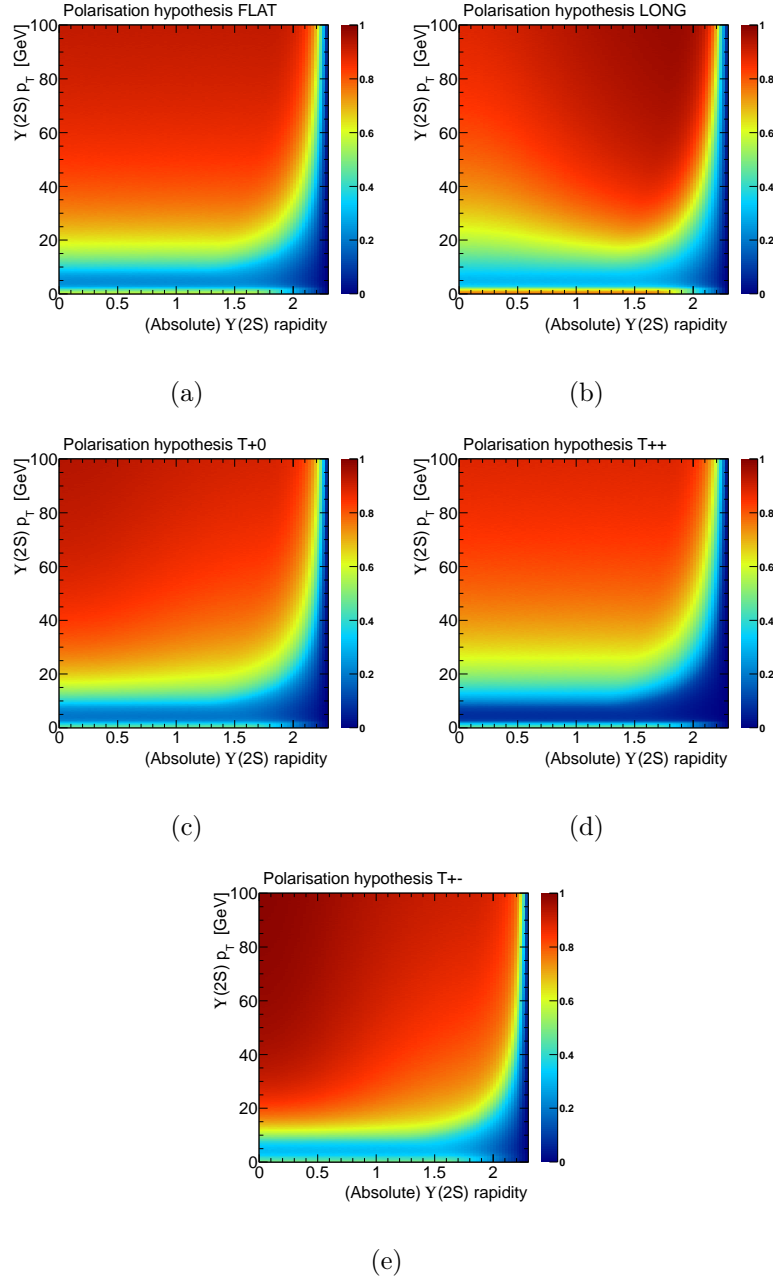 Polarisation hypothesis FLAT
Υ(2S) p_T [GeV]
100
80
60
40
20
0
0 0.5 1 1.5 2
(Absolute) Υ(2S) rapidity
1
0.8
0.6
0.4
0.2
0
(a)
Polarisation hypothesis LONG
Υ(2S) p_T [GeV]
100
80
60
40
20
0
0 0.5 1 1.5 2
(Absolute) Υ(2S) rapidity
1
0.8
0.6
0.4
0.2
0
(b)
Polarisation hypothesis T+0
Υ(2S) p_T [GeV]
100
80
60
40
20
0
0 0.5 1 1.5 2
(Absolute) Υ(2S) rapidity
1
0.8
0.6
0.4
0.2
0
(c)
Polarisation hypothesis T++
Υ(2S) p_T [GeV]
100
80
60
40
20
0
0 0.5 1 1.5 2
(Absolute) Υ(2S) rapidity
1
0.8
0.6
0.4
0.2
0
(d)
Polarisation hypothesis T+-
Υ(2S) p_T [GeV]
100
80
60
40
20
0
0 0.5 1 1.5 2
(Absolute) Υ(2S) rapidity
1
0.8
0.6
0.4
0.2
0
(e)